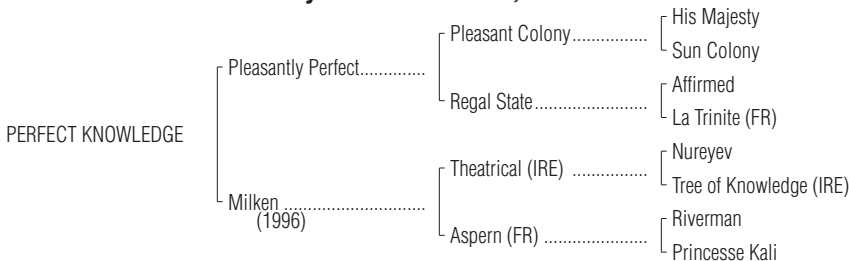 His Majesty
Pleasant Colony................
Sun Colony
Pleasantly Perfect..............
Affirmed
Regal State........................
La Trinite (FR)
PERFECT KNOWLEDGE
Nureyev
Theatrical (IRE) ................
Tree of Knowledge (IRE)
Milken ..............................
(1996)
Riverman
Aspern (FR) ......................
Princesse Kali